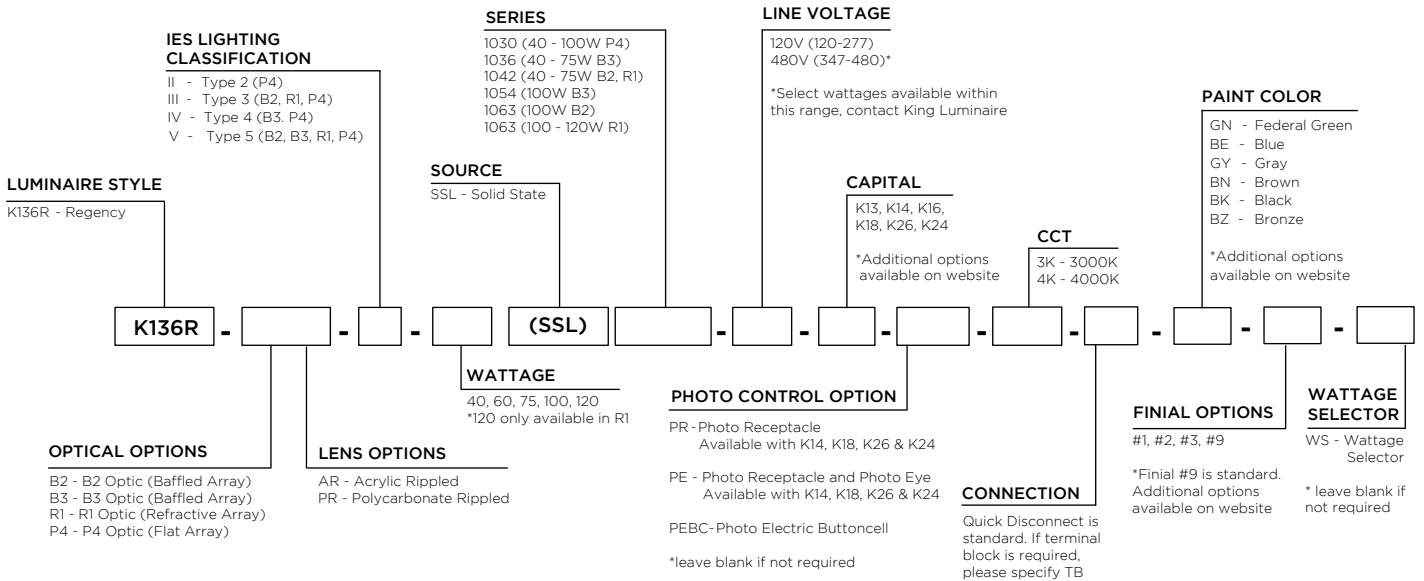 LUMINAIRE STYLE
K136R - Regency
IES LIGHTING
CLASSIFICATION
II - Type 2 (P4)
III - Type 3 (B2, R1, P4)
IV - Type 4 (B3. P4)
V - Type 5 (B2, B3, R1, P4)
SOURCE
SSL - Solid State
SERIES
1030 (40 - 100W P4)
1036 (40 - 75W B3)
1042 (40 - 75W B2, R1)
1054 (100W B3)
1063 (100W B2)
1063 (100 - 120W R1)
LINE VOLTAGE
120V (120-277)
480V (347-480)*
*Select wattages available within
this range, contact King Luminaire
CAPITAL
K13, K14, K16,
K18, K26, K24
*Additional options
available on website
CCT
3K - 3000K
4K - 4000K
PAINT COLOR
GN - Federal Green
BE - Blue
GY - Gray
BN - Brown
BK - Black
BZ - Bronze
*Additional options
available on website
K136R - - - (SSL) - - - - - - - -
OPTICAL OPTIONS
B2 - B2 Optic (Baffled Array)
B3 - B3 Optic (Baffled Array)
R1 - R1 Optic (Refractive Array)
P4 - P4 Optic (Flat Array)
LENS OPTIONS
AR - Acrylic Rippled
PR - Polycarbonate Rippled
WATTAGE
40, 60, 75, 100, 120
*120 only available in R1
PHOTO CONTROL OPTION
PR - Photo Receptacle
Available with K14, K18, K26 & K24
PE - Photo Receptacle and Photo Eye
Available with K14, K18, K26 & K24
PEBC-Photo Electric Buttoncell
*leave blank if not required
CONNECTION
Quick Disconnect is
standard. If terminal
block is required,
please specify TB
FINIAL OPTIONS
#1, #2, #3, #9
*Finial #9 is standard.
Additional options
available on website
WATTAGE
SELECTOR
WS - Wattage
Selector
* leave blank if
not required